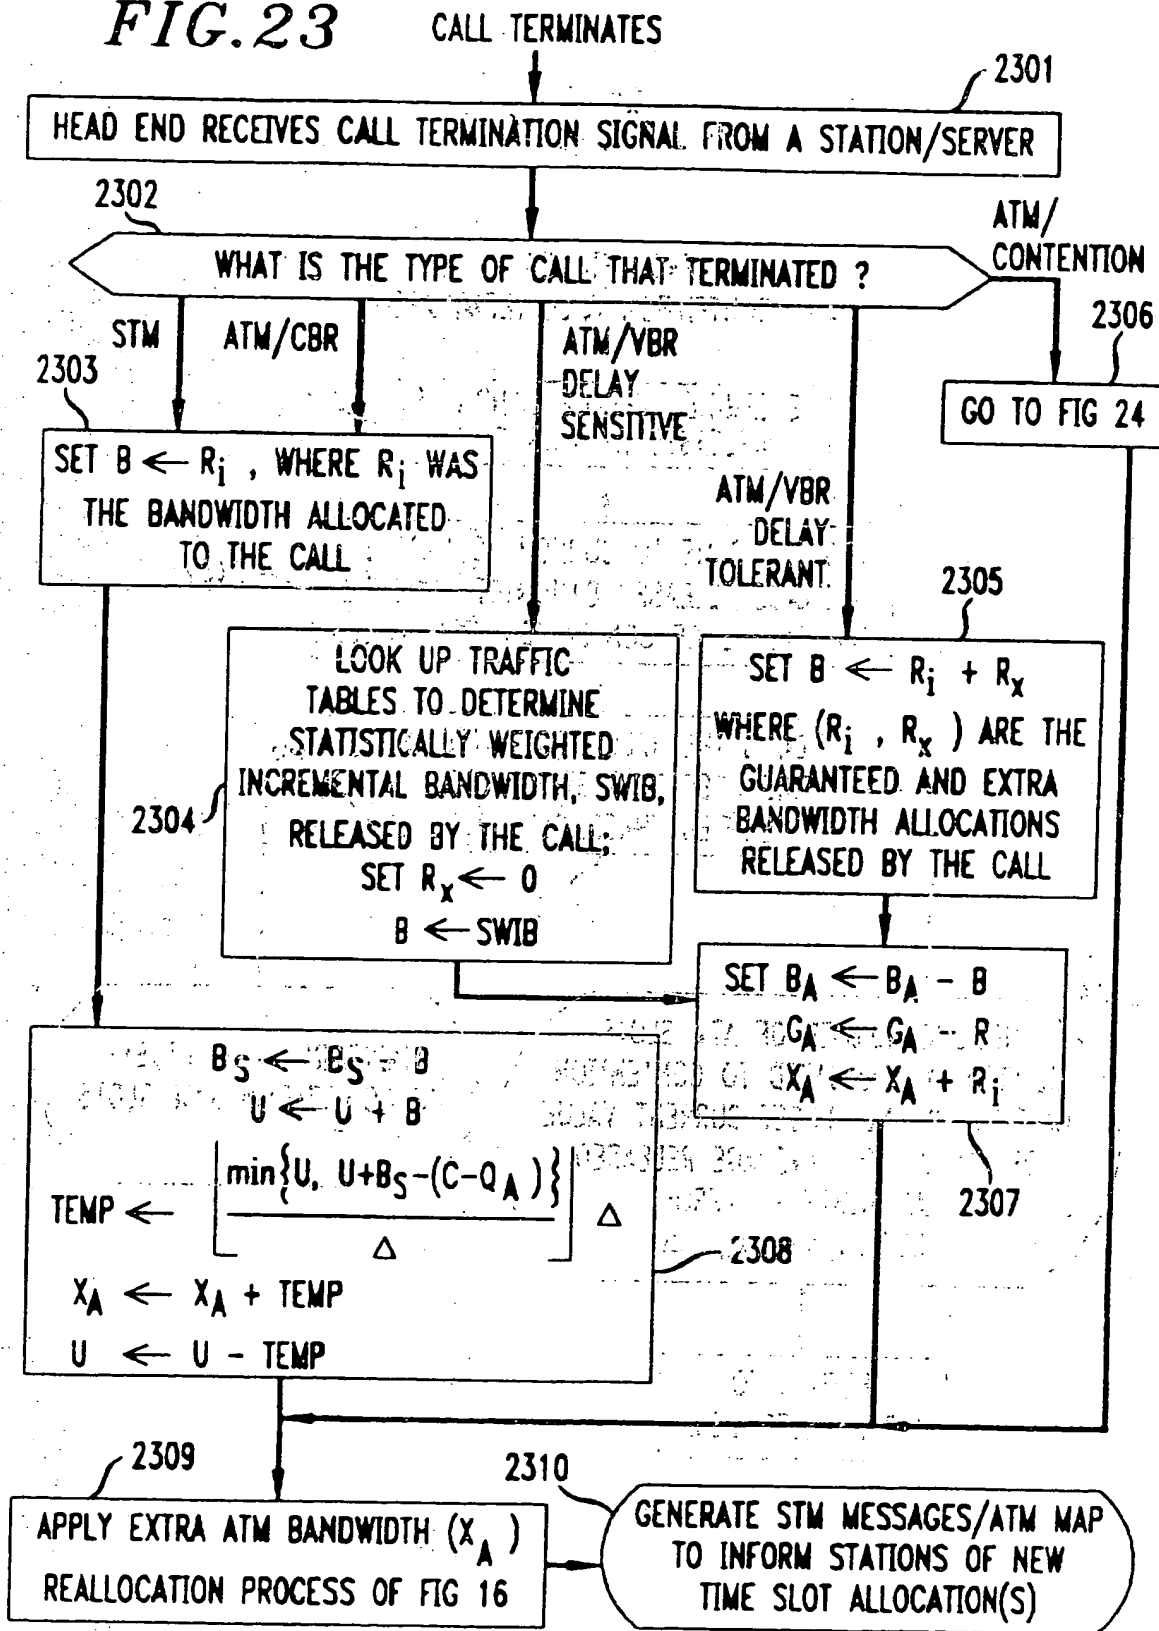 FIG.23
CALL TERMINATES
2301
HEAD END RECEIVES CALL TERMINATION SIGNAL FROM A STATION/SERVER
2302
WHAT IS THE TYPE OF CALL THAT TERMINATED ?
ATM/
CONTENTION
2306
GO TO FIG 24
STM
ATM/CBR
ATM/VBR
DELAY
SENSITIVE
ATM/VBR
DELAY
TOLERANT
2303
SET B ← Ri , WHERE Ri WAS
THE BANDWIDTH ALLOCATED
TO THE CALL
2304
LOOK UP TRAFFIC
TABLES TO DETERMINE
STATISTICALLY WEIGHTED
INCREMENTAL BANDWIDTH, SWIB,
RELEASED BY THE CALL;
SET Rx ← 0
B ← SWIB
2305
SET B ← Ri + Rx
WHERE (Ri , Rx ) ARE THE
GUARANTEED AND EXTRA
BANDWIDTH ALLOCATIONS
RELEASED BY THE CALL
SET BA ← BA - B
GA ← GA - R
XA ← XA + Ri
2307
BS ← BS - B
U ← U + B
TEMP ← ⌊ min{U, U+BS-(C-QA )} / Δ ⌋ Δ
XA ← XA + TEMP
U ← U - TEMP
2308
2309
APPLY EXTRA ATM BANDWIDTH (XA )
REALLOCATION PROCESS OF FIG 16
2310
GENERATE STM MESSAGES/ATM MAP
TO INFORM STATIONS OF NEW
TIME SLOT ALLOCATION(S)